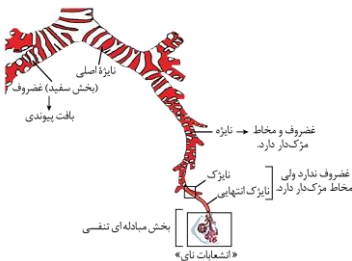 نایژهٔ اصلی
(بخش سفید) غضروف
بافت پیوندی
غضروف و مخاط
مژک‌دار دارد.
نایژه
غضروف ندارد ولی
مخاط مژک‌دار دارد.
نایژک
نایژک انتهایی
بخش مبادله‌ای تنفسی
«انشعابات نای»